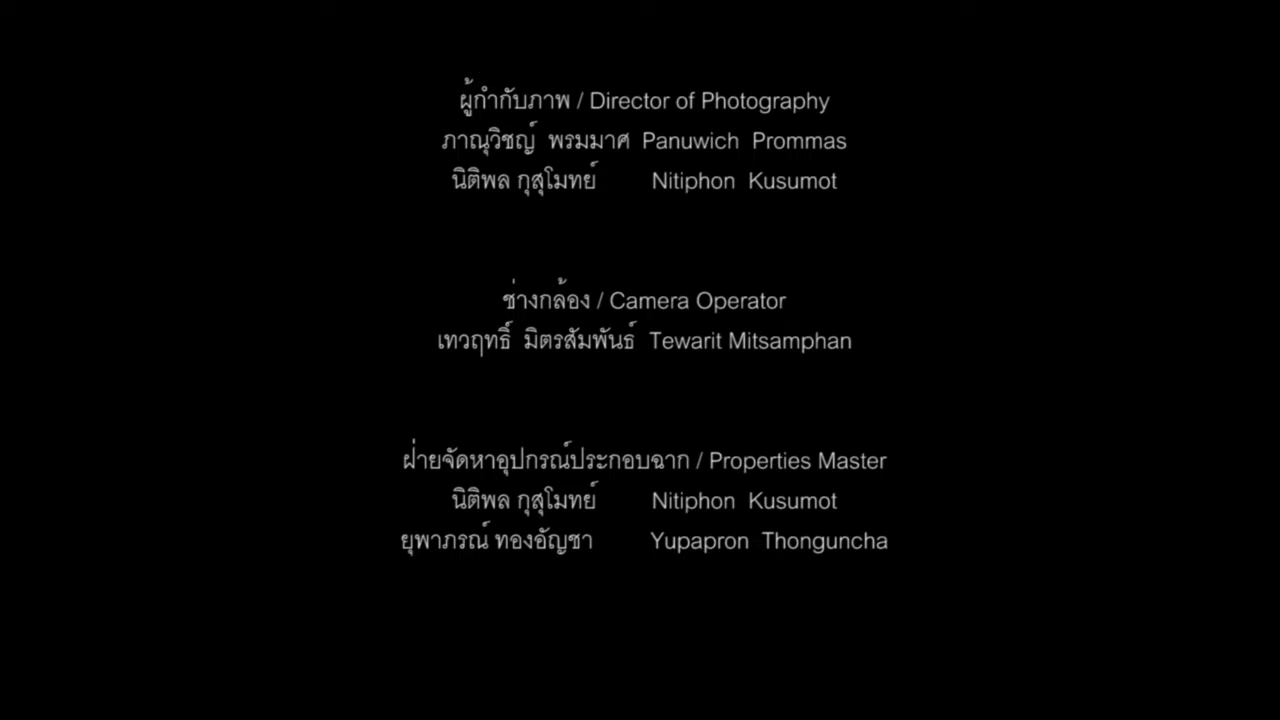 ผู้กำกับภาพ / Director of Photography
ภาณุวิชญ์ พรมมาศ Panuwich Prommas
นิติพล กุสุโมทย์ Nitiphon Kusumot
ช่างกล้อง / Camera Operator
เทวฤทธิ์ มิตรสัมพันธ์ Tewarit Mitsamphan
ฝ่ายจัดหาอุปกรณ์ประกอบฉาก / Properties Master
นิติพล กุสุโมทย์ Nitiphon Kusumot
ยุพาภรณ์ ทองอัญชา Yupapron Thonguncha